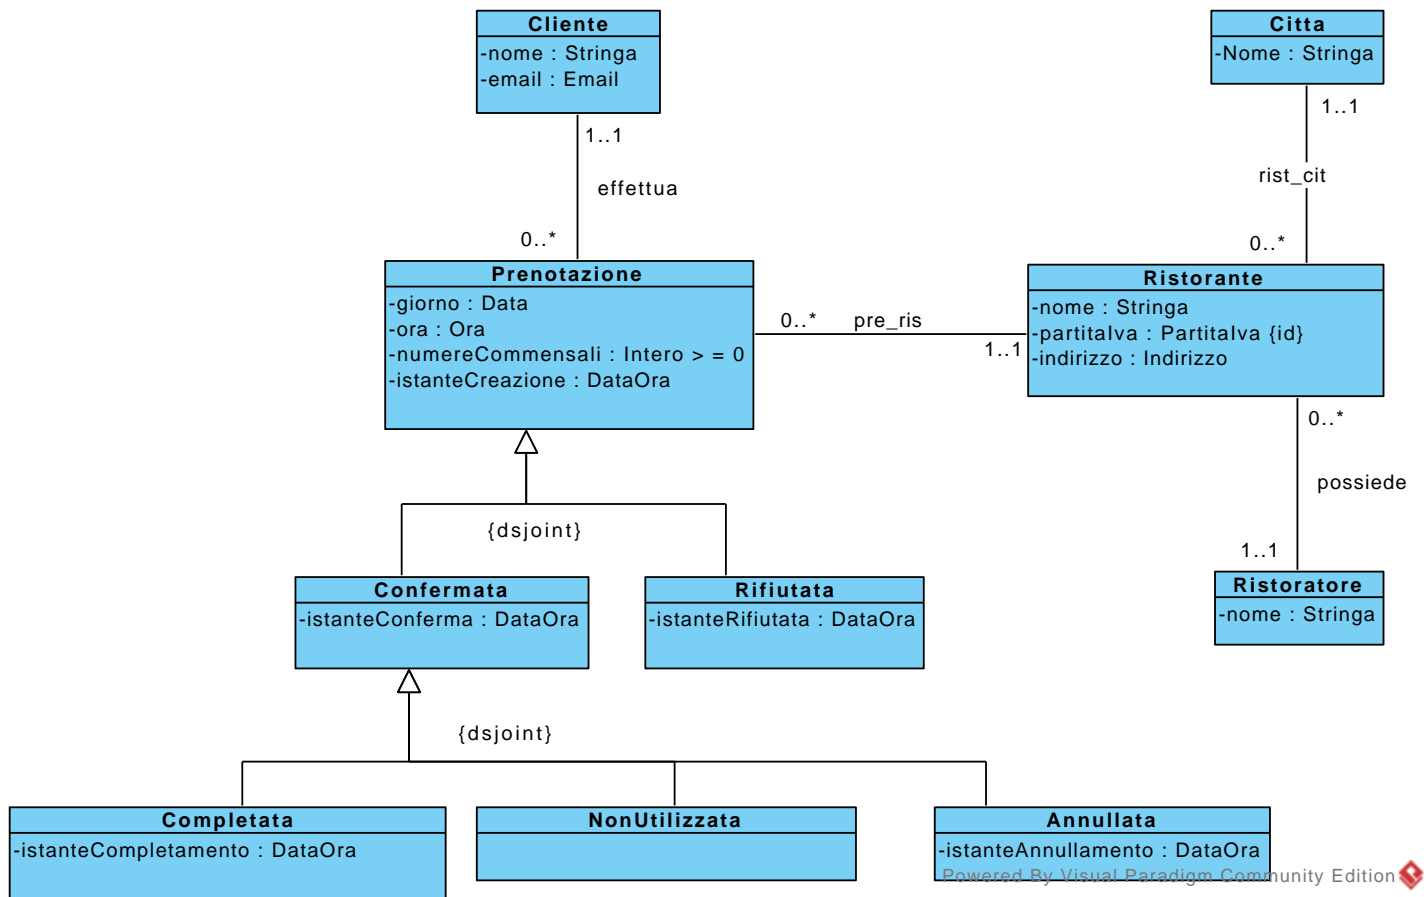 Cliente
-nome : Stringa
-email : Email
1..1
effettua
0..*
Citta
-Nome : Stringa
1..1
rist_cit
0..*
Prenotazione
-giorno : Data
-ora : Ora
-numereCommensali : Intero > = 0
-istanteCreazione : DataOra
0..*
pre_ris
1..1
Ristorante
-nome : Stringa
-partitaIva : PartitaIva {id}
-indirizzo : Indirizzo
0..*
possiede
1..1
Ristoratore
-nome : Stringa
{dsjoint}
Confermata
-istanteConferma : DataOra
Rifiutata
-istanteRifiutata : DataOra
{dsjoint}
Completata
-istanteCompletamento : DataOra
NonUtilizzata
Annullata
-istanteAnnullamento : DataOra
Powered By Visual Paradigm Community Edition